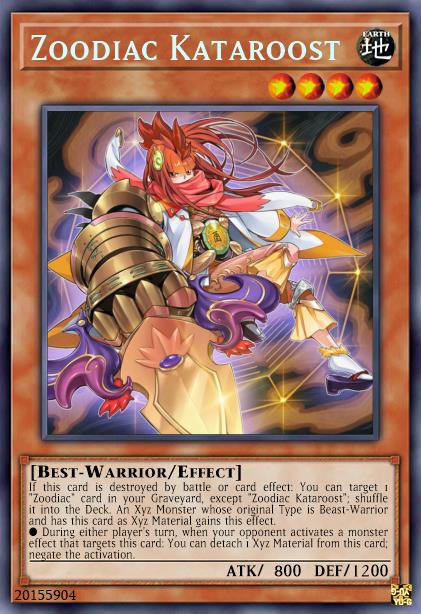 Zoodiac Kataroost
EARTH
地
酉
[Best-Warrior/Effect]
If this card is destroyed by battle or card effect: You can target 1
"Zoodiac" card in your Graveyard, except "Zoodiac Kataroost"; shuffle
it into the Deck. An Xyz Monster whose original Type is Beast-Warrior
and has this card as Xyz Material gains this effect.
● During either player's turn, when your opponent activates a monster
effect that targets this card: You can detach 1 Xyz Material from this card;
negate the activation.
ATK/ 800 DEF/1200
20155904